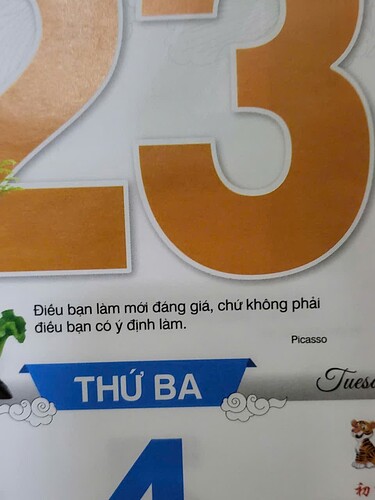 23
Điều bạn làm mới đáng giá, chứ không phải
điều bạn có ý định làm.
Picasso
THỨ BA
Tues
4
初